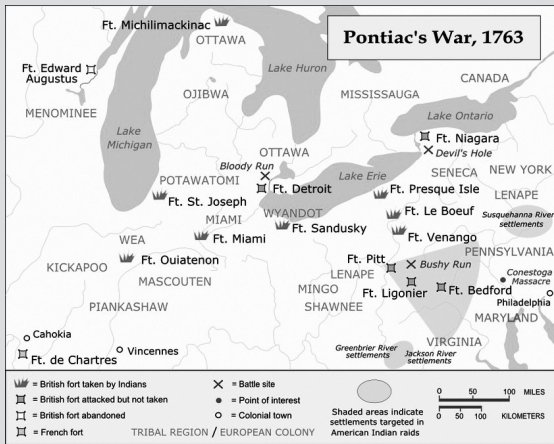 Pontiac's War, 1763
Ft. Michilimackinac
OTTAWA
Ft. Edward
Augustus
Lake Huron
CANADA
OJIBWA
MISSISSAUGA
MENOMINEE
Lake Ontario
Lake
Michigan
Ft. Niagara
Devil's Hole
OTTAWA
Bloody Run
POTAWATOMI
Lake Erie
SENECA
NEW YORK
Ft. Detroit
Ft. Presque Isle
LENAPE
Ft. St. Joseph
WYANDOT
Ft. Le Boeuf
Susquehanna River
settlements
MIAMI
Ft. Sandusky
Ft. Venango
WEA
Ft. Miami
PENNSYLVANIA
Ft. Ouiatenon
Ft. Pitt
Bushy Run
KICKAPOO
LENAPE
Conestoga
Massacre
MASCOUTEN
MINGO
Ft. Ligonier
Ft. Bedford
Philadelphia
PIANKASHAW
SHAWNEE
MARYLAND
Cahokia
VIRGINIA
Vincennes
Greenbrier River
settlements
Jackson River
settlements
Ft. de Chartres
= British fort taken by Indians
= British fort attacked but not taken
= British fort abandoned
= French fort
= Battle site
= Point of interest
= Colonial town
TRIBAL REGION / EUROPEAN COLONY
Shaded areas indicate
settlements targeted in
American Indian raids
0 50 100 MILES
0 50 100 KILOMETERS